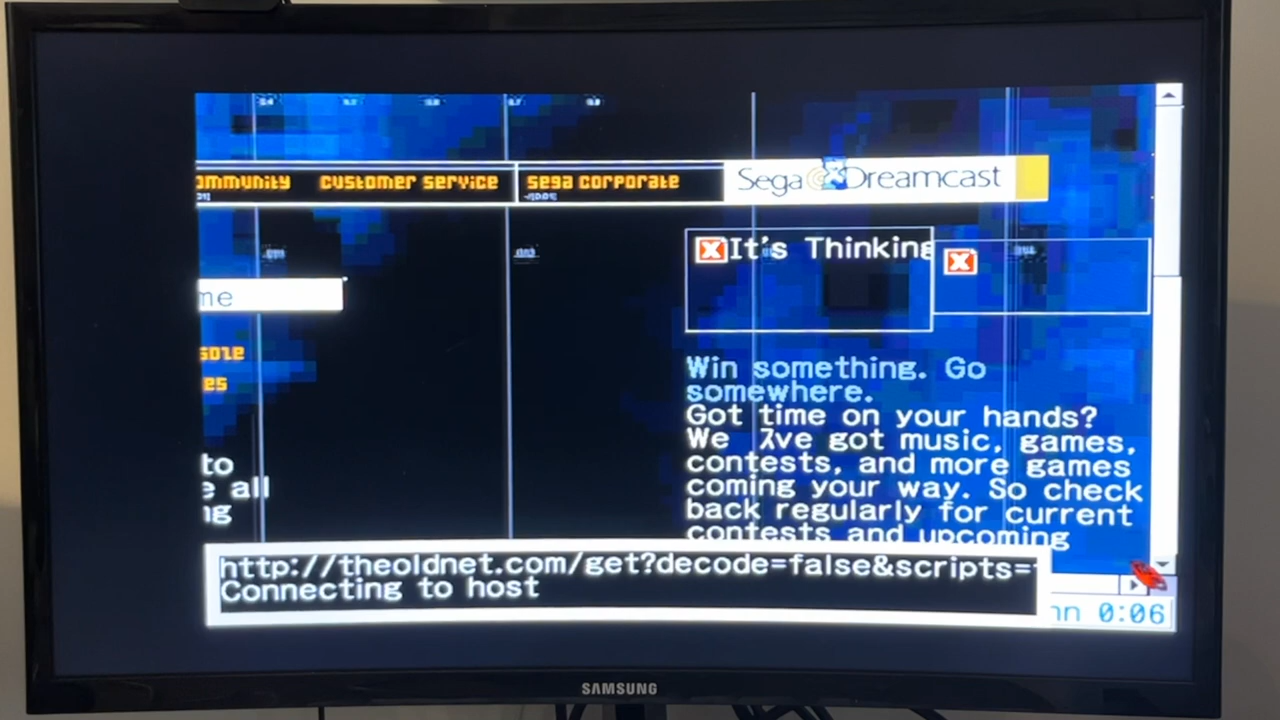 ommunity customer service sega corporate Sega Dreamcast
It's Thinking
me
sole
es
Win something. Go
somewhere.
Got time on your hands?
We ｽve got music, games,
contests, and more games
coming your way. So check
back regularly for current
contests and upcoming
to
e all
ng
http://theoldnet.com/get?decode=false&scripts=
Connecting to host
0:06
SAMSUNG